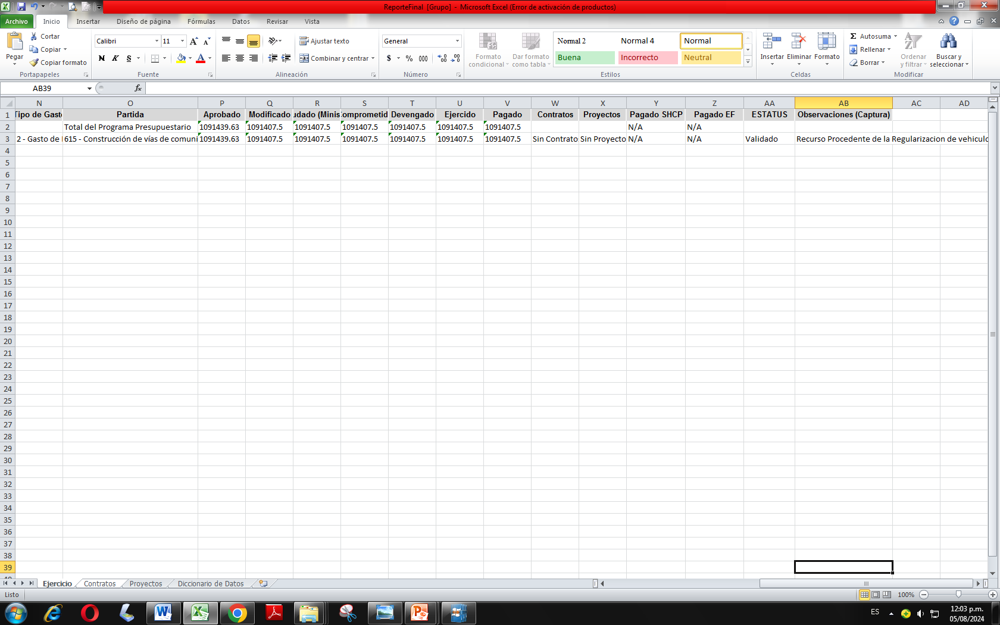 ReporteFinal [Grupo] - Microsoft Excel (Error de activación de productos)
Archivo Inicio Insertar Diseño de página Fórmulas Datos Revisar Vista
Pegar
Cortar
Copiar
Copiar formato
Portapapeles
Calibri 11
N K S
Fuente
Ajustar texto
Combinar y centrar
Alineación
General
$ % 000
Número
Formato condicional
Dar formato como tabla
Normal 2 Normal 4 Normal
Buena Incorrecto Neutral
Estilos
Insertar Eliminar Formato
Celdas
Σ Autosuma
Rellenar
Borrar
Ordenar y filtrar
Buscar y seleccionar
Modificar
AB39 fx
N O P Q R S T U V W X Y Z AA AB AC AD
1 Tipo de Gasto Partida Aprobado Modificado udado (Minis Comprometid Devengado Ejercido Pagado Contratos Proyectos Pagado SHCP Pagado EF ESTATUS Observaciones (Captura)
2 Total del Programa Presupuestario 1091439.63 1091407.5 1091407.5 1091407.5 1091407.5 1091407.5 1091407.5 N/A N/A
3 2 - Gasto de 615 - Construcción de vías de comuni 1091439.63 1091407.5 1091407.5 1091407.5 1091407.5 1091407.5 1091407.5 Sin Contrato Sin Proyecto N/A N/A Validado Recurso Procedente de la Regularizacion de vehiculo
4
5
6
7
8
9
10
11
12
13
14
15
16
17
18
19
20
21
22
23
24
25
26
27
28
29
30
31
32
33
34
35
36
37
38
39
Ejercicio Contratos Proyectos Diccionario de Datos
Listo 100%
ES 12:03 p.m.
05/08/2024